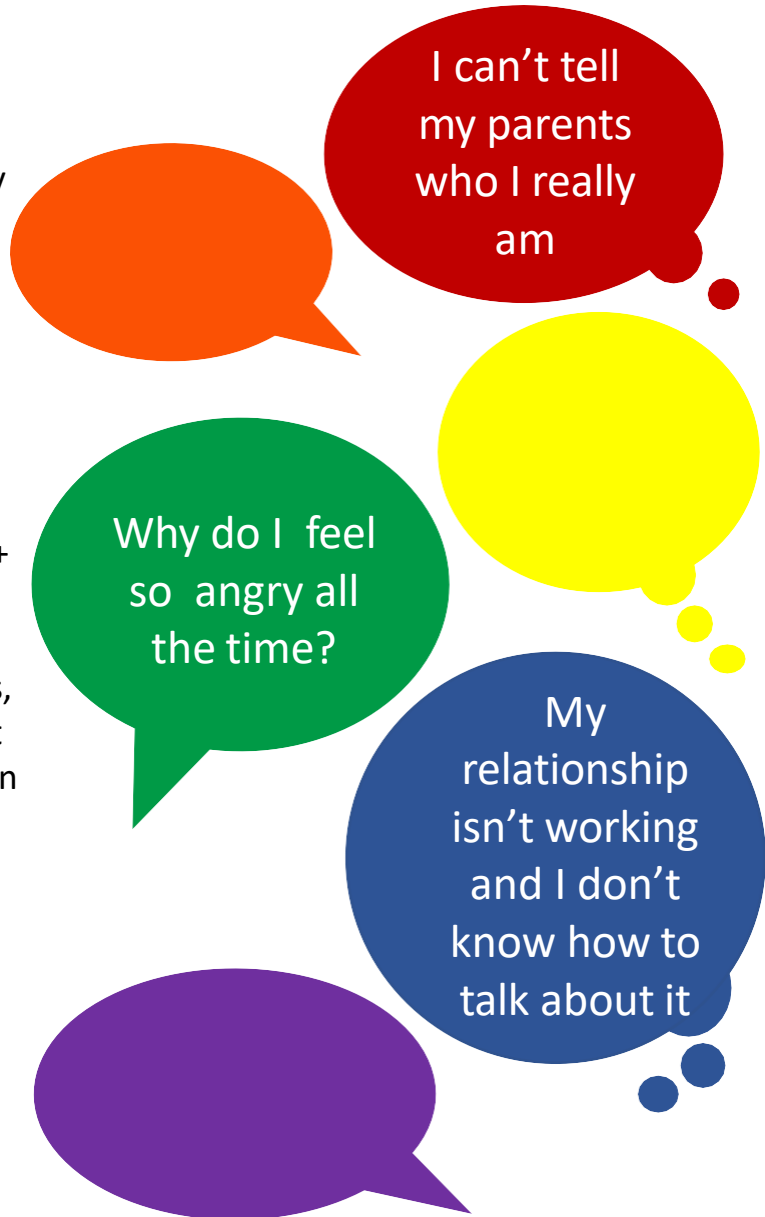 I can't tell
my parents
who I really
am
Why do I  feel
so  angry all
the time?
+
s,
n
My
relationship
isn't working
and I don't
know how to
talk about it